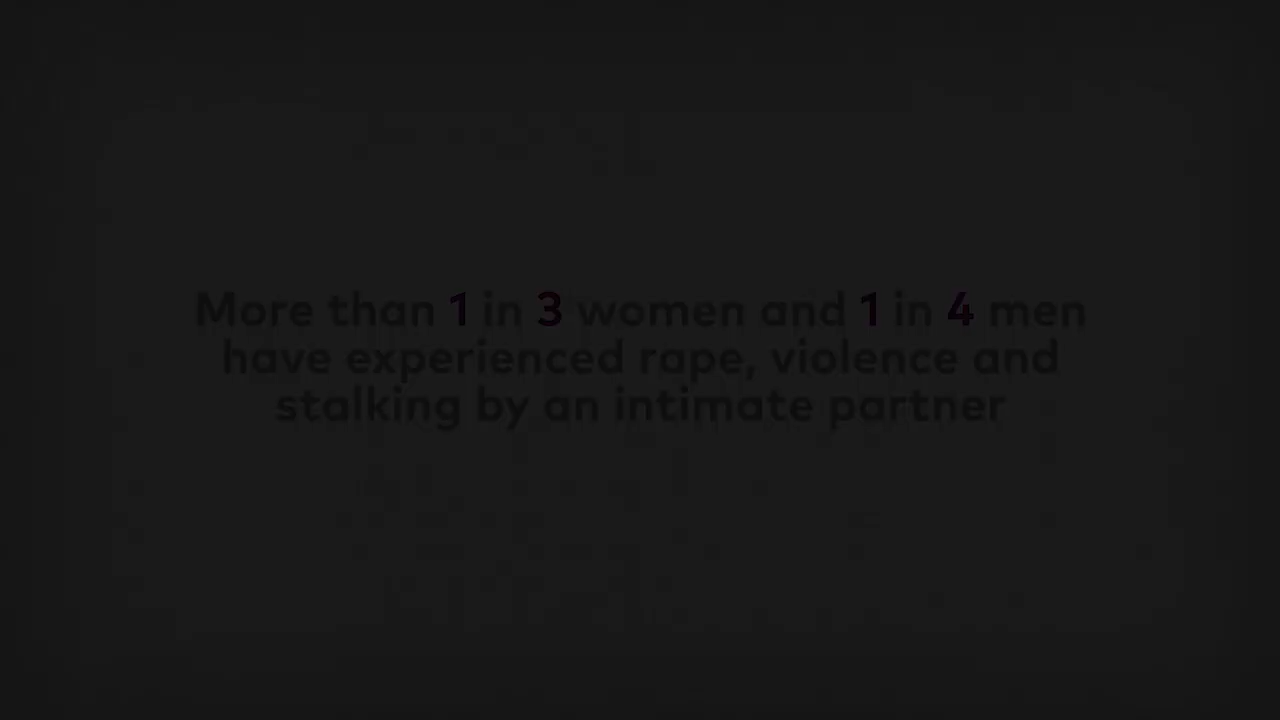 More than 1 in 3 women and 1 in 4 men
have experienced rape, violence and
stalking by an intimate partner